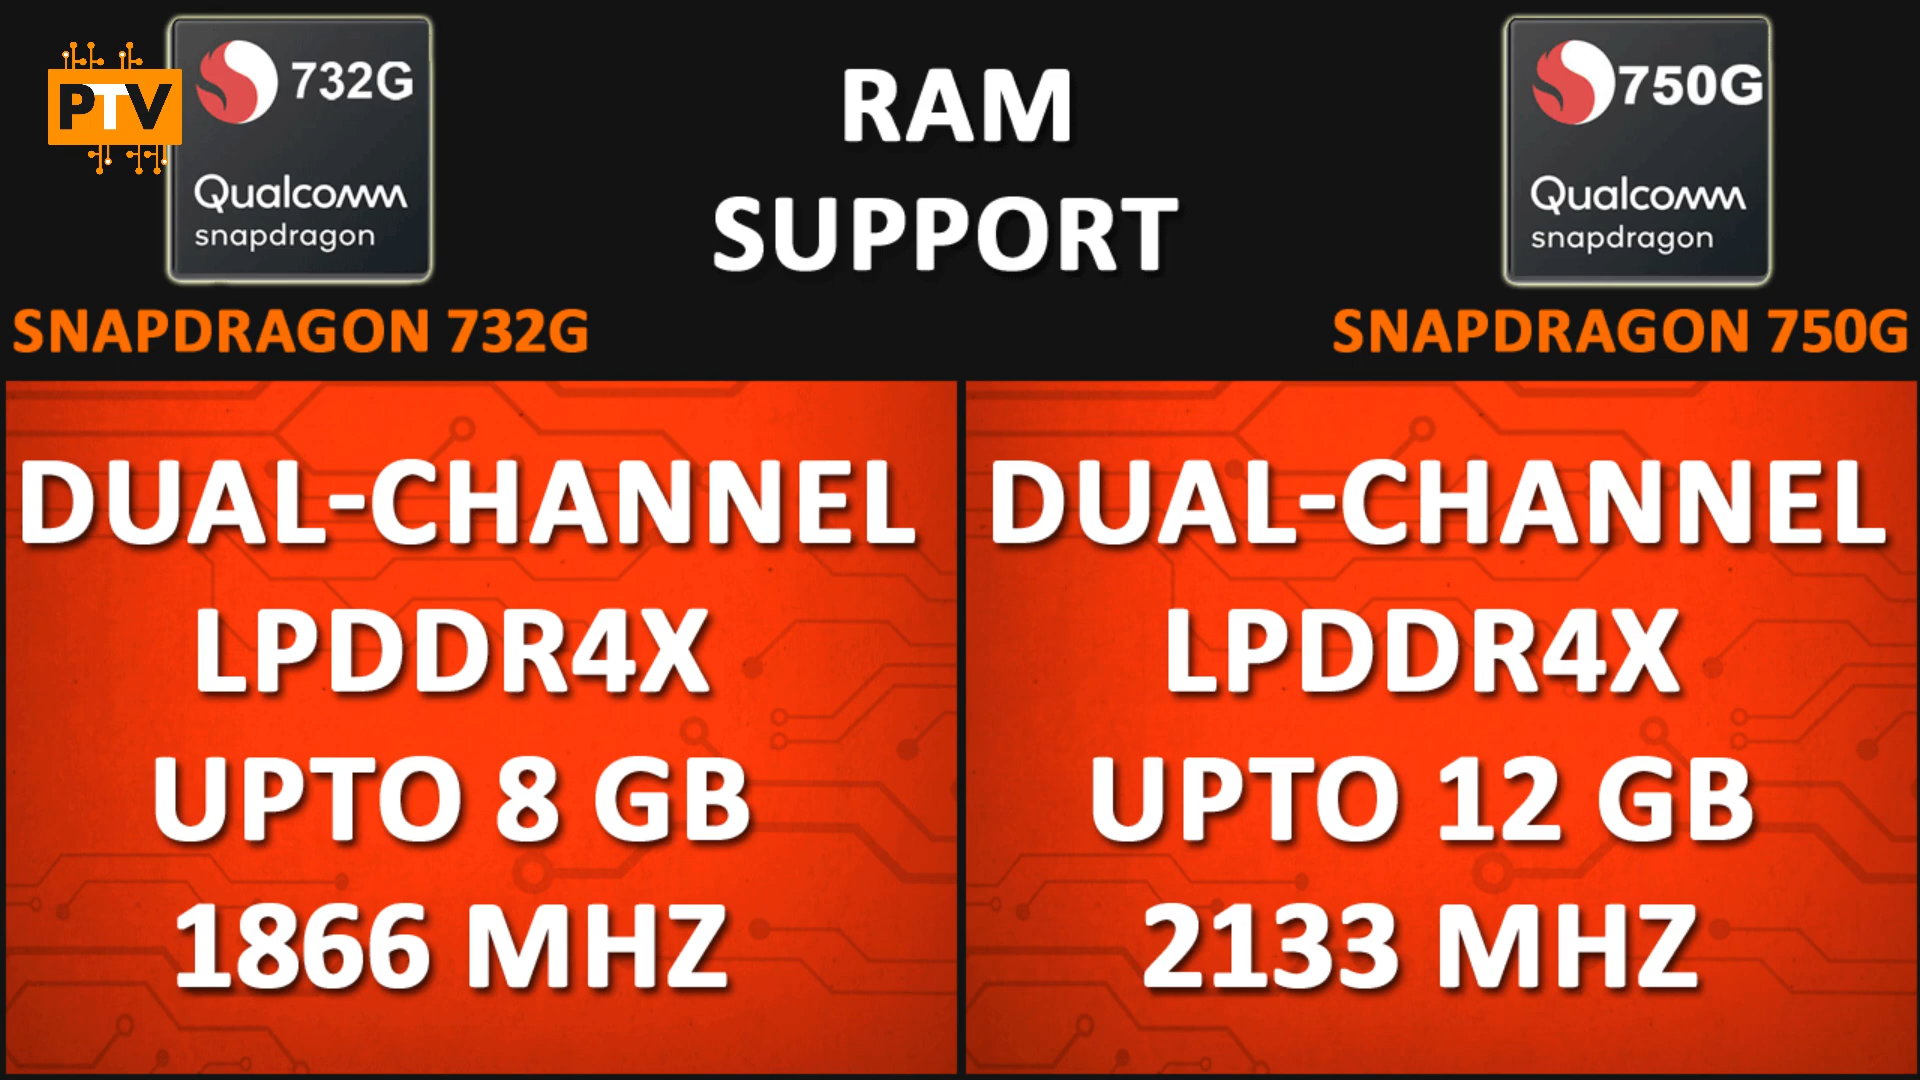 PTV
732G
Qualcomm
snapdragon
RAM
SUPPORT
750G
Qualcomm
snapdragon
SNAPDRAGON 732G
SNAPDRAGON 750G
DUAL-CHANNEL
LPDDR4X
UPTO 8 GB
1866 MHZ
DUAL-CHANNEL
LPDDR4X
UPTO 12 GB
2133 MHZ